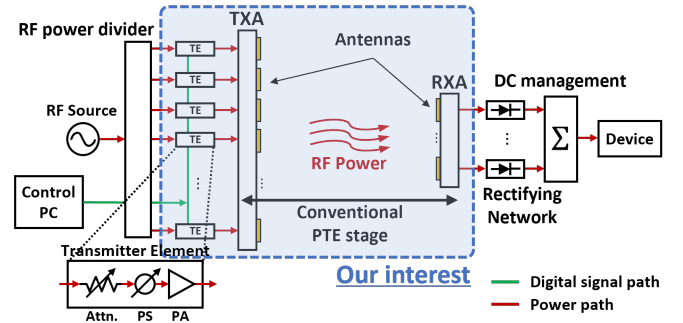 RF power divider
TXA
TE
TE
TE
TE
TE
Antennas
RXA
DC management
RF Source
RF Power
Σ
Device
Control
PC
Rectifying
Network
Conventional
PTE stage
Transmitter Element
Our interest
Attn.
PS
PA
Digital signal path
Power path